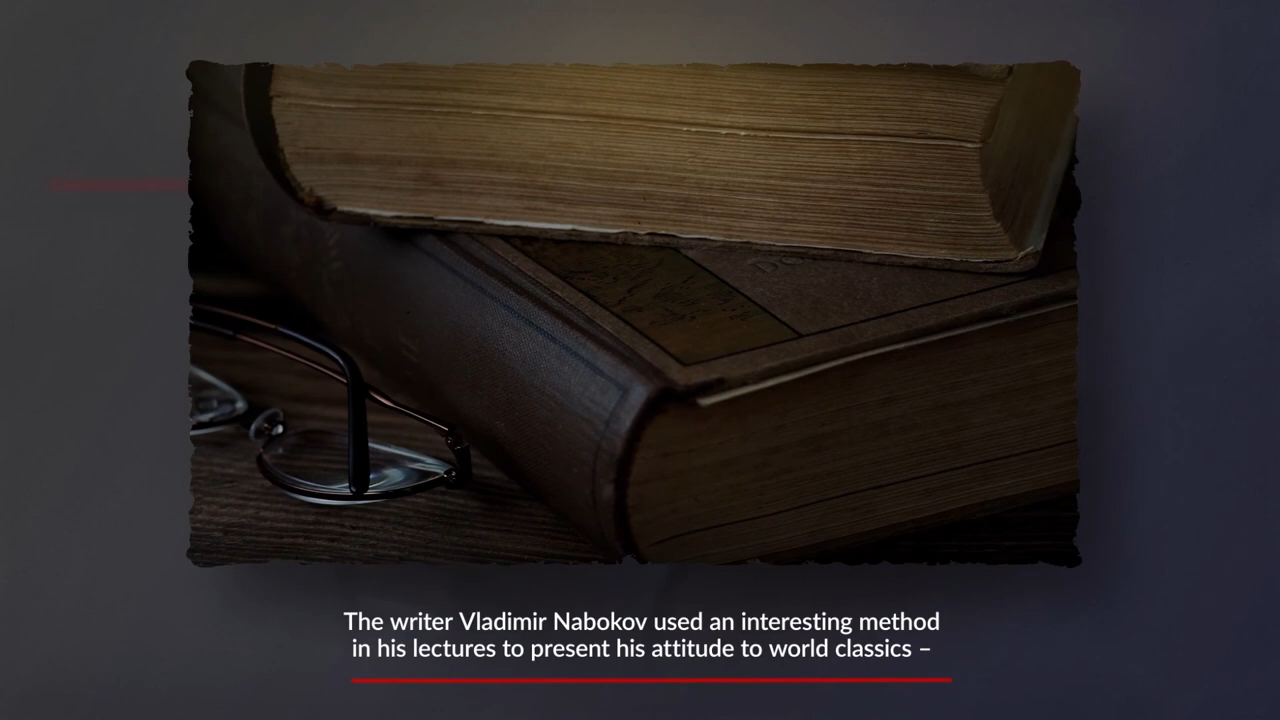 The writer Vladimir Nabokov used an interesting method
in his lectures to present his attitude to world classics –